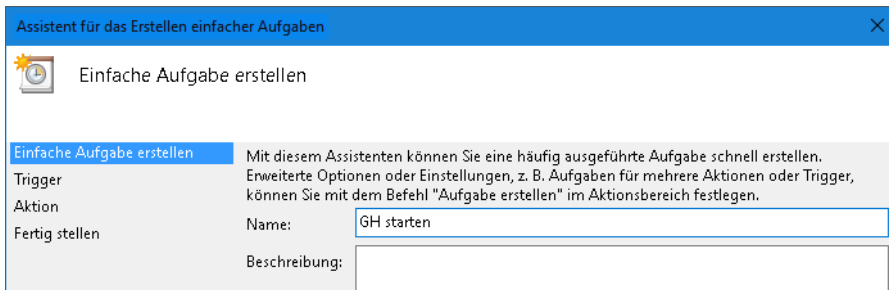 Assistent für das Erstellen einfacher Aufgaben
Einfache Aufgabe erstellen
Einfache Aufgabe erstellen
Trigger
Aktion
Fertig stellen
Mit diesem Assistenten können Sie eine häufig ausgeführte Aufgabe schnell erstellen.
Erweiterte Optionen oder Einstellungen, z. B. Aufgaben für mehrere Aktionen oder Trigger,
können Sie mit dem Befehl "Aufgabe erstellen" im Aktionsbereich festlegen.
Name: GH starten
Beschreibung: